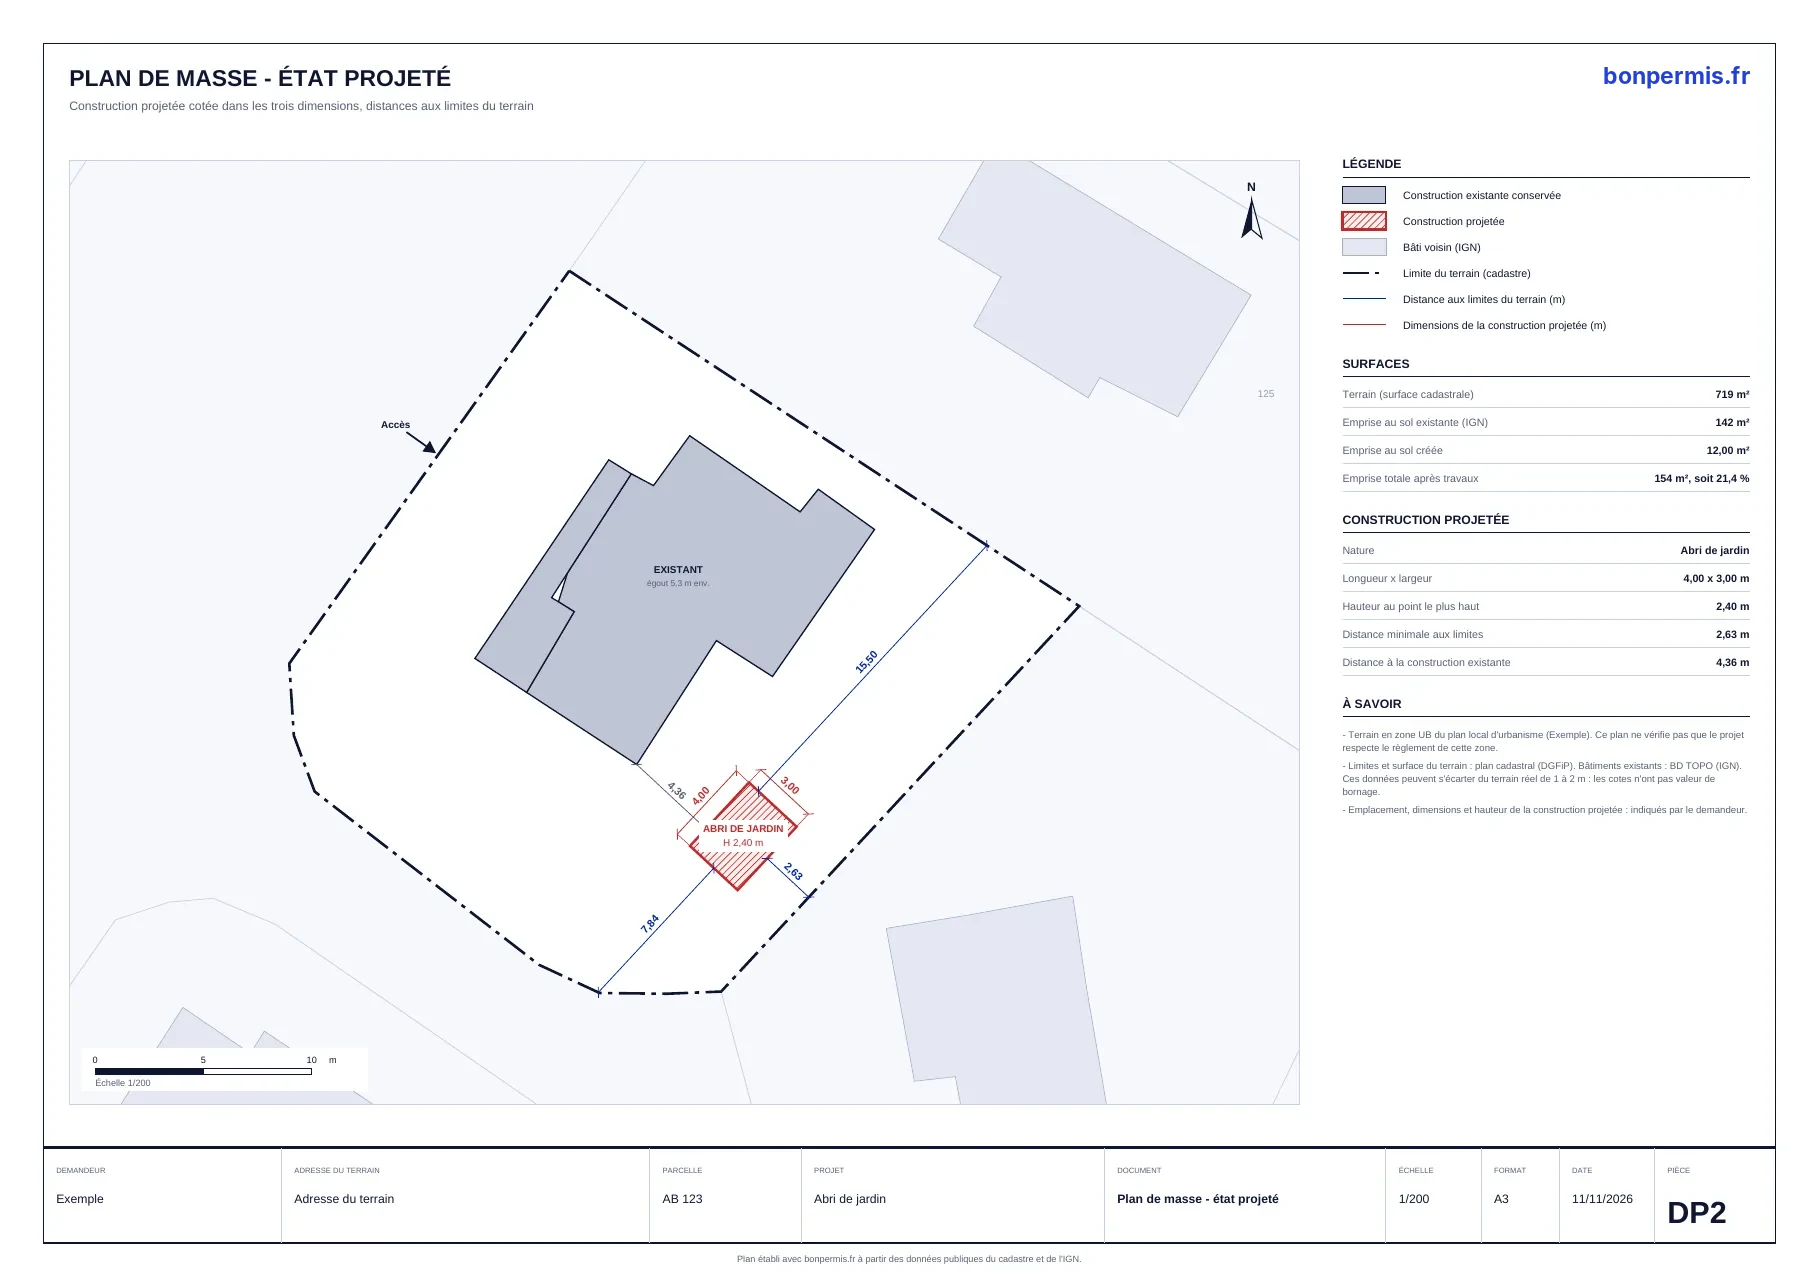 PLAN DE MASSE - ÉTAT PROJETÉ
bonpermis.fr
Construction projetée cotée dans les trois dimensions, distances aux limites du terrain
N
125
Accès
EXISTANT
égout 5,3 m env.
15,50
4,36
4,00
3,00
ABRI DE JARDIN
H 2,40 m
2,63
7,84
0 5 10 m
Échelle 1/200
LÉGENDE
Construction existante conservée
Construction projetée
Bâti voisin (IGN)
Limite du terrain (cadastre)
Distance aux limites du terrain (m)
Dimensions de la construction projetée (m)
SURFACES
Terrain (surface cadastrale) 719 m²
Emprise au sol existante (IGN) 142 m²
Emprise au sol créée 12,00 m²
Emprise totale après travaux 154 m², soit 21,4 %
CONSTRUCTION PROJETÉE
Nature Abri de jardin
Longueur x largeur 4,00 x 3,00 m
Hauteur au point le plus haut 2,40 m
Distance minimale aux limites 2,63 m
Distance à la construction existante 4,36 m
À SAVOIR
- Terrain en zone UB du plan local d'urbanisme (Exemple). Ce plan ne vérifie pas que le projet
respecte le règlement de cette zone.
- Limites et surface du terrain : plan cadastral (DGFiP). Bâtiments existants : BD TOPO (IGN).
Ces données peuvent s'écarter du terrain réel de 1 à 2 m : les cotes n'ont pas valeur de
bornage.
- Emplacement, dimensions et hauteur de la construction projetée : indiqués par le demandeur.
DEMANDEUR
Exemple
ADRESSE DU TERRAIN
Adresse du terrain
PARCELLE
AB 123
PROJET
Abri de jardin
DOCUMENT
Plan de masse - état projeté
ÉCHELLE
1/200
FORMAT
A3
DATE
11/11/2026
PIÈCE
DP2
Plan établi avec bonpermis.fr à partir des données publiques du cadastre et de l'IGN.